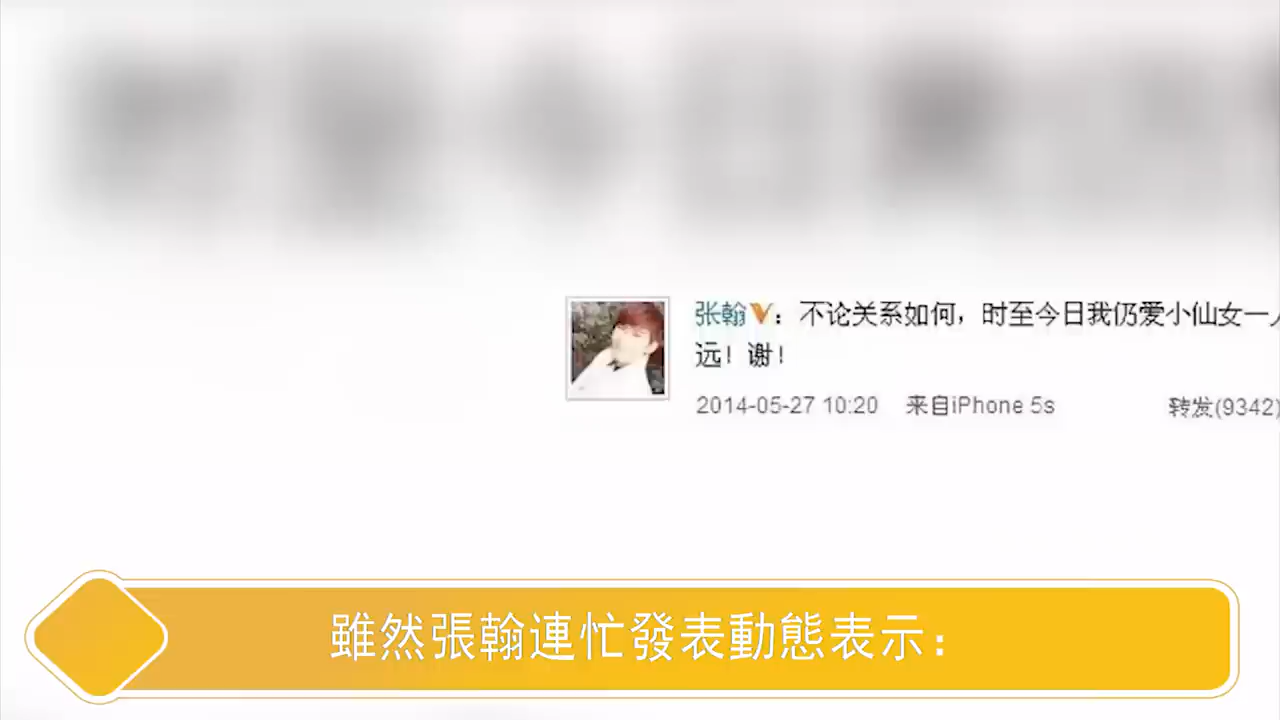 张翰V：不论关系如何，时至今日我仍爱小仙女一
远！谢！
2014-05-27 10:20 来自iPhone 5s 转发(9342)
雖然張翰連忙發表動態表示：